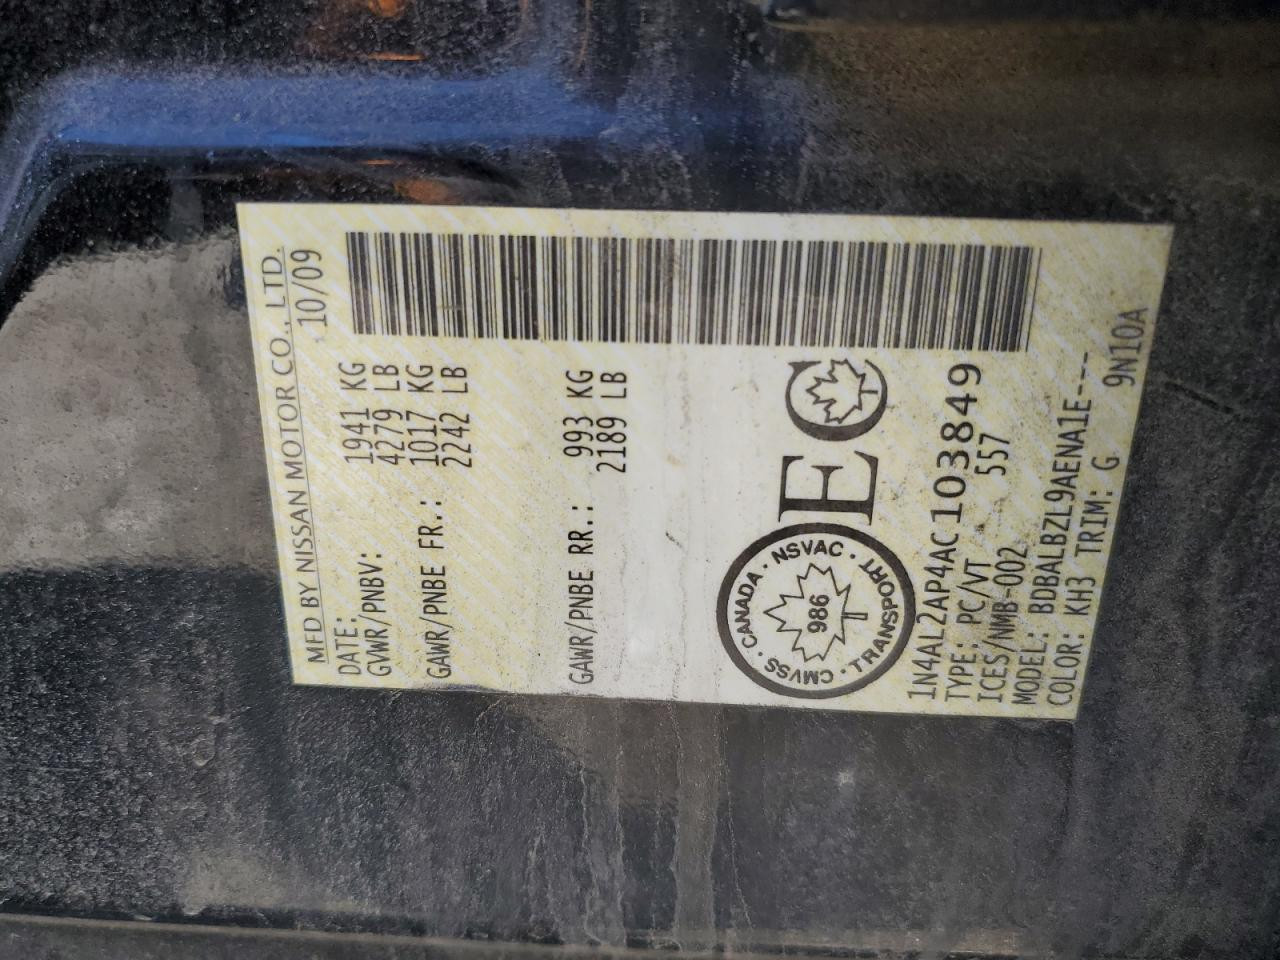 MFD BY NISSAN MOTOR CO., LTD.
DATE: 10/09
GVWR/PNBV: 1941 KG
4279 LB
GAWR/PNBE FR.: 1017 KG
2242 LB
GAWR/PNBE RR.: 993 KG
2189 LB
CANADA · NSVAC · TRANSPORT · CMVSS ·
986
EC
1N4AL2AP4AC103849
TYPE: PC/VT 557
ICES/NMB-002
MODEL: BDBALBZL9AENA1E---
COLOR: KH3 TRIM: G 9N10A